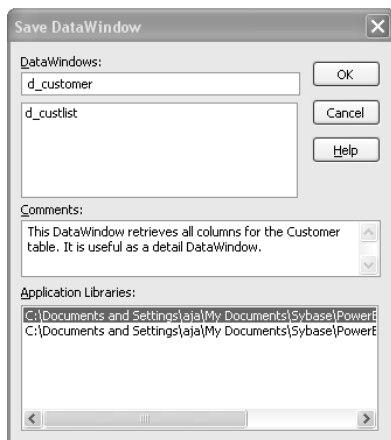 Save DataWindow
DataWindows:
d_customer
d_custlist
OK
Cancel
Help
Comments:
This DataWindow retrieves all columns for the Customer
table. It is useful as a detail DataWindow.
Application Libraries:
C:\Documents and Settings\aja\My Documents\Sybase\PowerE
C:\Documents and Settings\aja\My Documents\Sybase\PowerE